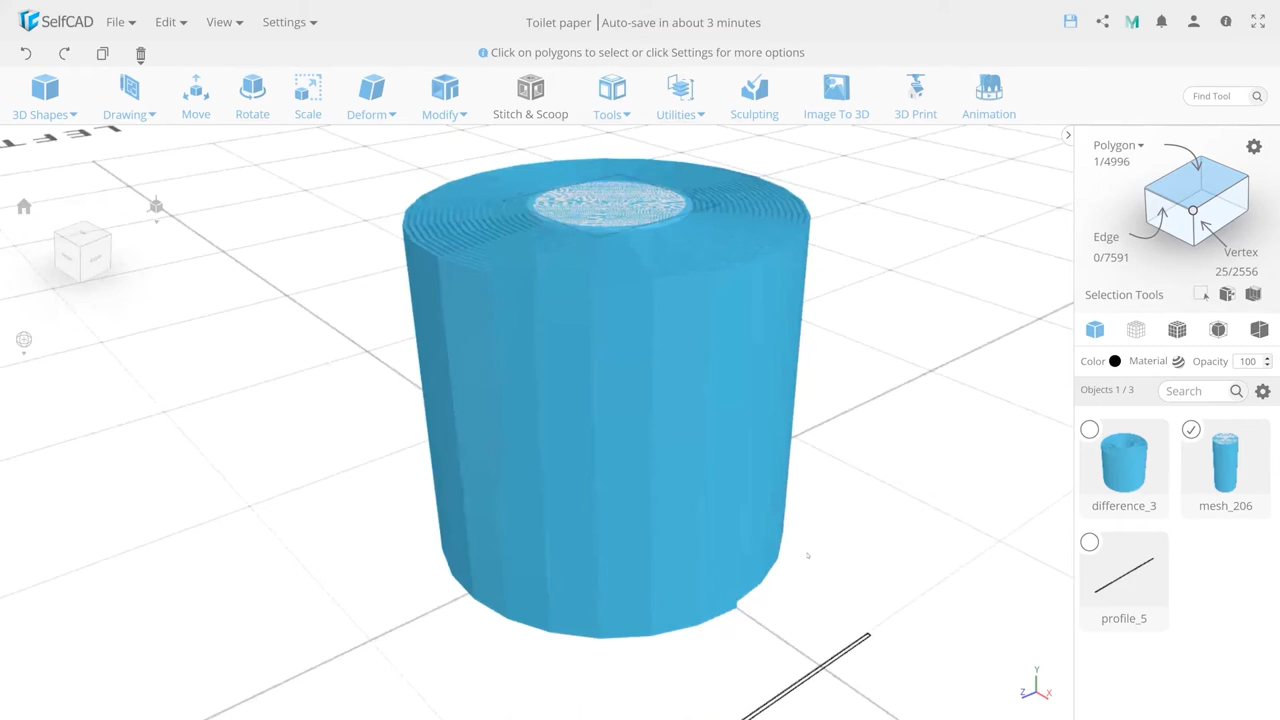 SelfCAD File Edit View Settings Toilet paper | Auto-save in about 3 minutes
Click on polygons to select or click Settings for more options
3D Shapes Drawing Move Rotate Scale Deform Modify Stitch & Scoop Tools Utilities Sculpting Image To 3D 3D Print Animation Find Tool
LEFT
Polygon
1/4996
Edge
0/7591
Vertex
25/2556
Selection Tools
Color Material Opacity 100
Objects 1 / 3 Search
difference_3 mesh_206
profile_5
Y
Z X